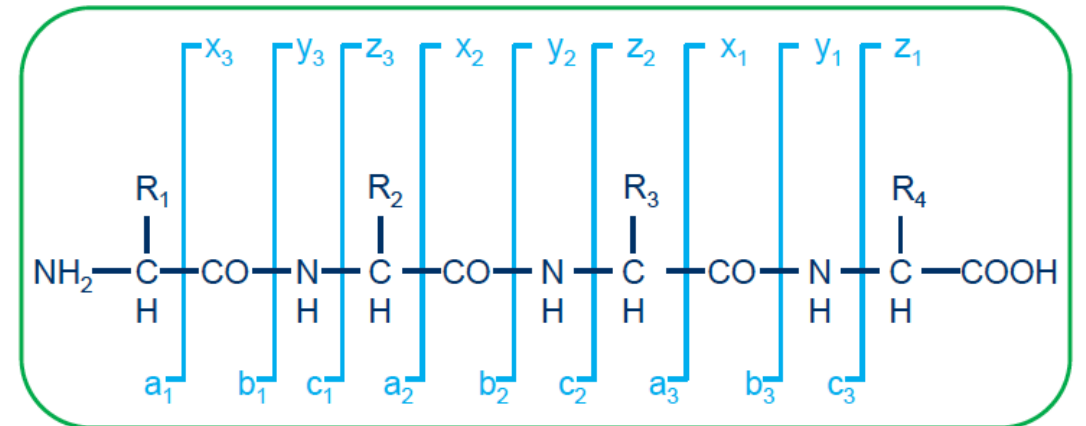 x3 y3 z3 x2 y2 z2 x1 y1 z1
R1 R2 R3 R4
NH2 C CO N C CO N C CO N C COOH
H H H H H H H
a1 b1 c1 a2 b2 c2 a3 b3 c3